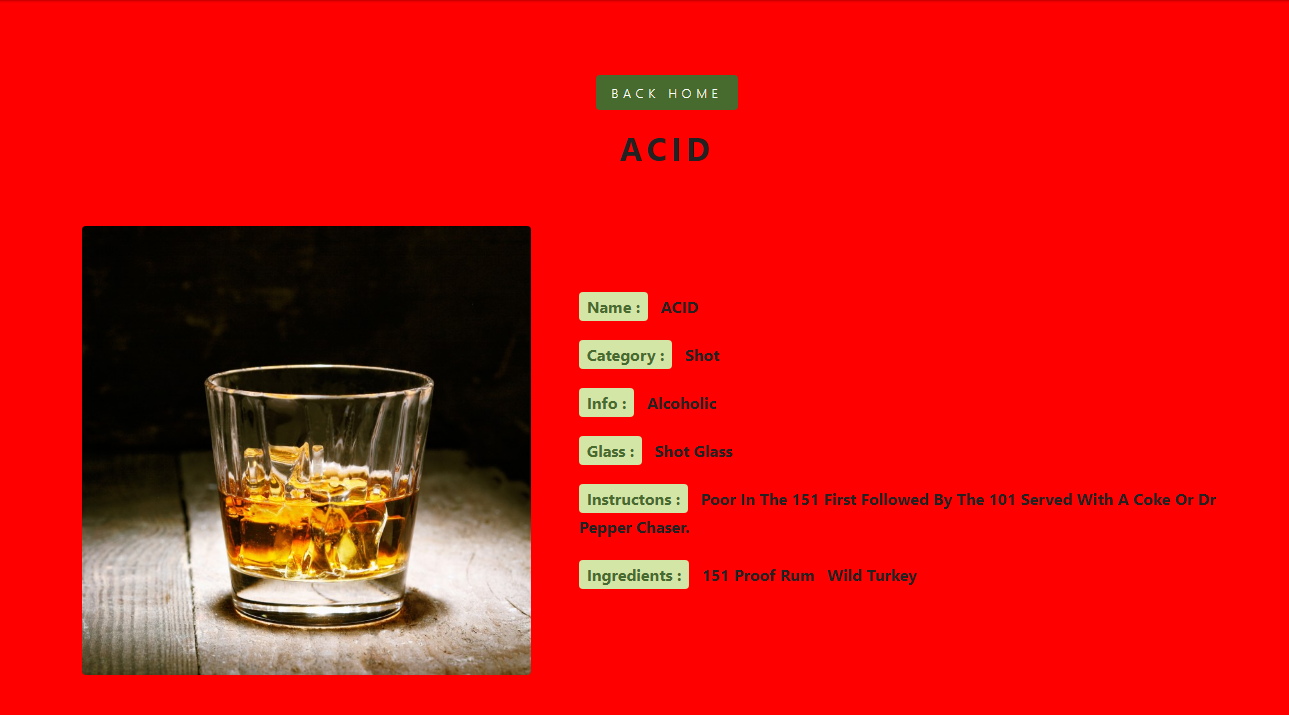 BACK HOME
ACID
Name : ACID
Category : Shot
Info : Alcoholic
Glass : Shot Glass
Instructons : Poor In The 151 First Followed By The 101 Served With A Coke Or Dr
Pepper Chaser.
Ingredients : 151 Proof Rum Wild Turkey